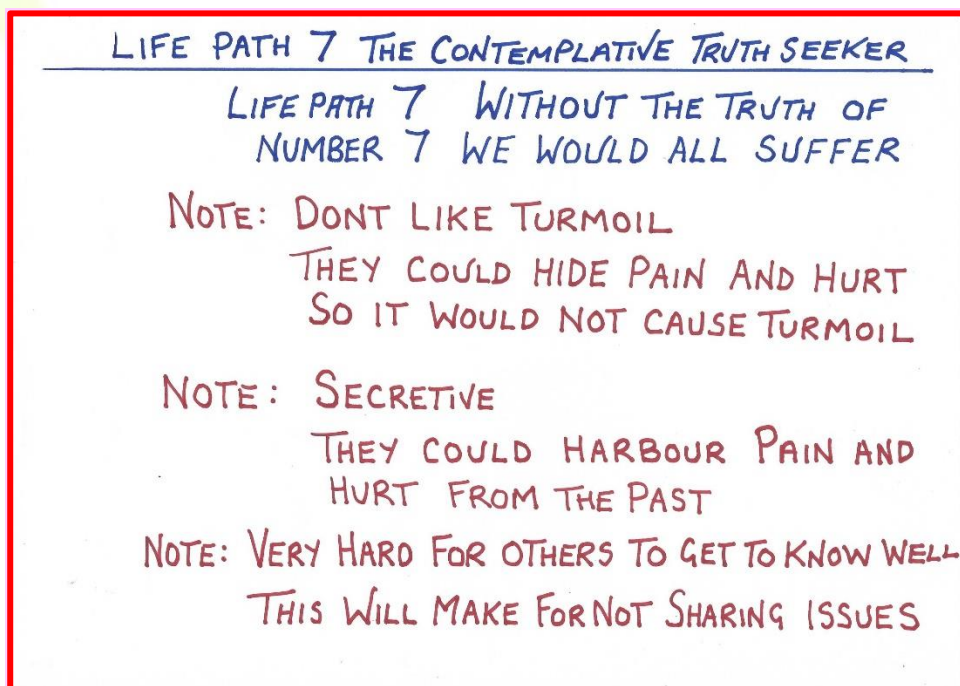 LIFE PATH 7 THE CONTEMPLATIVE TRUTH SEEKER
LIFE PATH 7 WITHOUT THE TRUTH OF
NUMBER 7 WE WOULD ALL SUFFER
NOTE: DONT LIKE TURMOIL
THEY COULD HIDE PAIN AND HURT
SO IT WOULD NOT CAUSE TURMOIL
NOTE: SECRETIVE
THEY COULD HARBOUR PAIN AND
HURT FROM THE PAST
NOTE: VERY HARD FOR OTHERS TO GET TO KNOW WELL
THIS WILL MAKE FOR NOT SHARING ISSUES